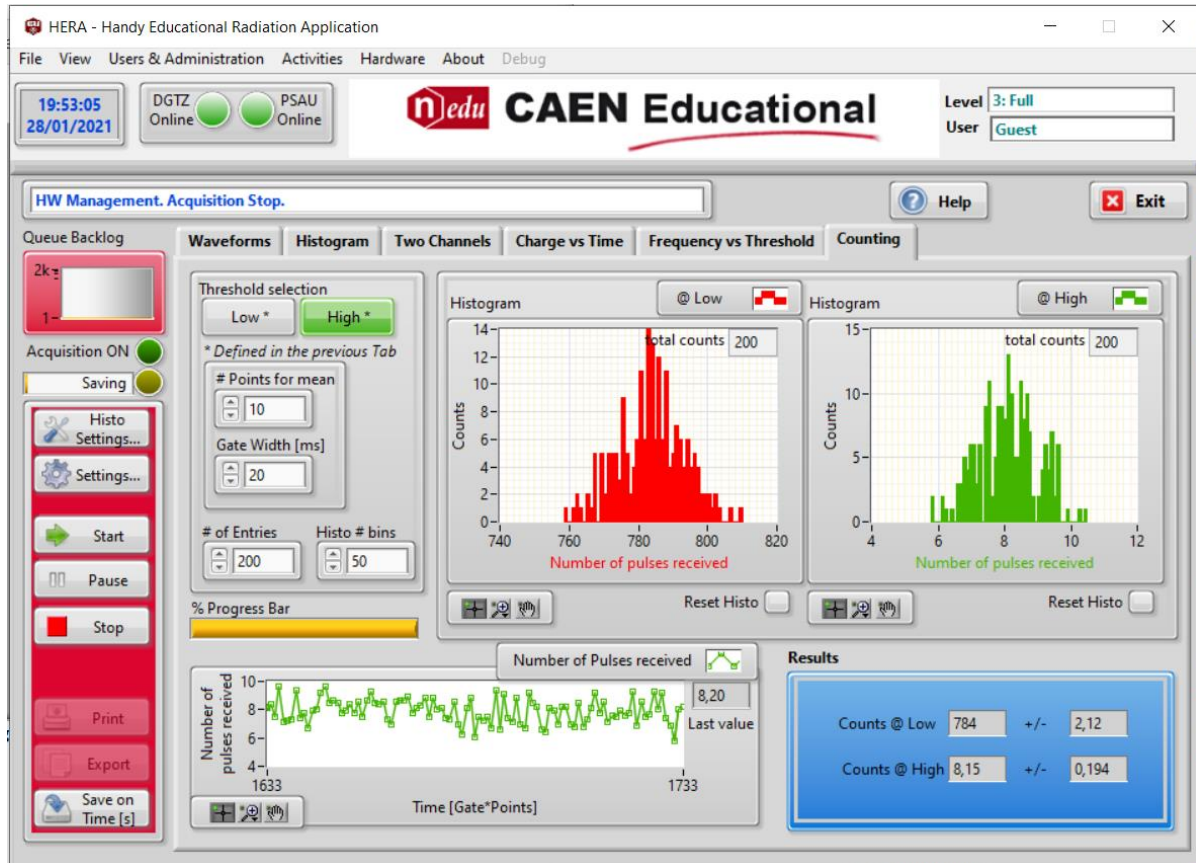 HERA - Handy Educational Radiation Application
File View Users & Administration Activities Hardware About Debug
19:53:05
28/01/2021
DGTZ
Online
PSAU
Online
n edu CAEN Educational
Level 3: Full
User Guest
HW Management. Acquisition Stop.
Help
Exit
Queue Backlog
2k
1
Acquisition ON
Saving
Histo
Settings...
Settings...
Start
Pause
Stop
Print
Export
Save on
Time [s]
Waveforms Histogram Two Channels Charge vs Time Frequency vs Threshold Counting
Threshold selection
Low * High *
* Defined in the previous Tab
# Points for mean
10
Gate Width [ms]
20
# of Entries Histo # bins
200 50
% Progress Bar
Histogram @ Low
total counts 200
14
12
10
8
6
4
2
0
Counts
740 760 780 800 820
Number of pulses received
Reset Histo
Histogram @ High
total counts 200
15
10
5
0
Counts
4 6 8 10 12
Number of pulses received
Reset Histo
Number of Pulses received
Number of
pulses received
10
8
6
4
1633 1733
Time [Gate*Points]
8,20
Last value
Results
Counts @ Low 784 +/- 2,12
Counts @ High 8,15 +/- 0,194